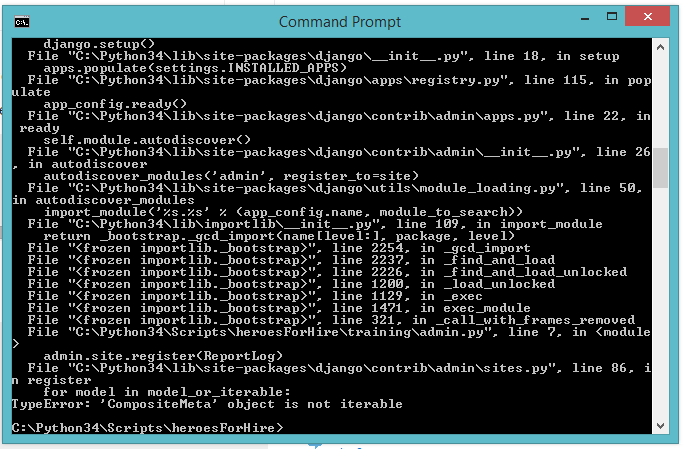 Command Prompt
django.setup()
File "C:\Python34\lib\site-packages\django\__init__.py", line 18, in setup
apps.populate(settings.INSTALLED_APPS)
File "C:\Python34\lib\site-packages\django\apps\registry.py", line 115, in pop
ulate
app_config.ready()
File "C:\Python34\lib\site-packages\django\contrib\admin\apps.py", line 22, in
ready
self.module.autodiscover()
File "C:\Python34\lib\site-packages\django\contrib\admin\__init__.py", line 26
, in autodiscover
autodiscover_modules('admin', register_to=site)
File "C:\Python34\lib\site-packages\django\utils\module_loading.py", line 50,
in autodiscover_modules
import_module('%s.%s' % (app_config.name, module_to_search))
File "C:\Python34\lib\importlib\__init__.py", line 109, in import_module
return _bootstrap._gcd_import(name[level:], package, level)
File "<frozen importlib._bootstrap>", line 2254, in _gcd_import
File "<frozen importlib._bootstrap>", line 2237, in _find_and_load
File "<frozen importlib._bootstrap>", line 2226, in _find_and_load_unlocked
File "<frozen importlib._bootstrap>", line 1200, in _load_unlocked
File "<frozen importlib._bootstrap>", line 1129, in _exec
File "<frozen importlib._bootstrap>", line 1471, in exec_module
File "<frozen importlib._bootstrap>", line 321, in _call_with_frames_removed
File "C:\Python34\Scripts\heroesForHire\training\admin.py", line 7, in <module
>
admin.site.register(ReportLog)
File "C:\Python34\lib\site-packages\django\contrib\admin\sites.py", line 86, i
n register
for model in model_or_iterable:
TypeError: 'CompositeMeta' object is not iterable
C:\Python34\Scripts\heroesForHire>